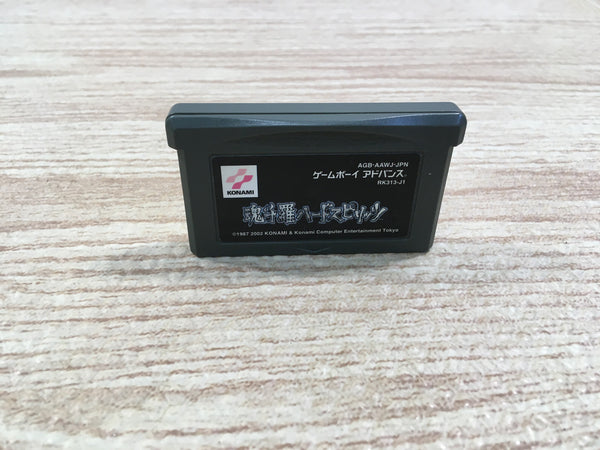 AGB-AAWJ-JPN
ゲームボーイ アドバンス
RK313-J1
KONAMI
魂斗羅ハードスピリッツ
©1987 2002 KONAMI & Konami Computer Entertainment Tokyo